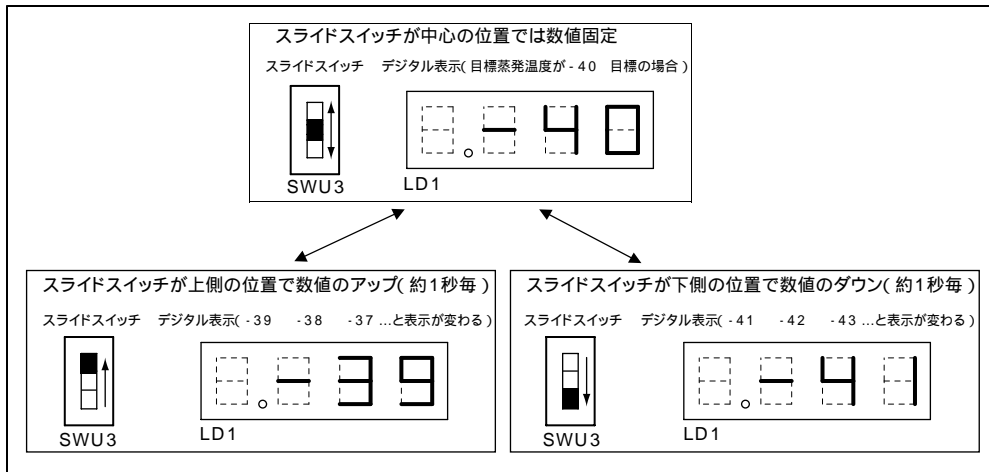 スライドスイッチが中心の位置では数値固定
スライドスイッチ デジタル表示(目標蒸発温度が-40 目標の場合)
-40
SWU3
LD1
スライドスイッチが上側の位置で数値のアップ(約1秒毎)
スライドスイッチ デジタル表示(-39 -38 -37...と表示が変わる)
-39
SWU3
LD1
スライドスイッチが下側の位置で数値のダウン(約1秒毎)
スライドスイッチ デジタル表示(-41 -42 -43...と表示が変わる)
-41
SWU3
LD1